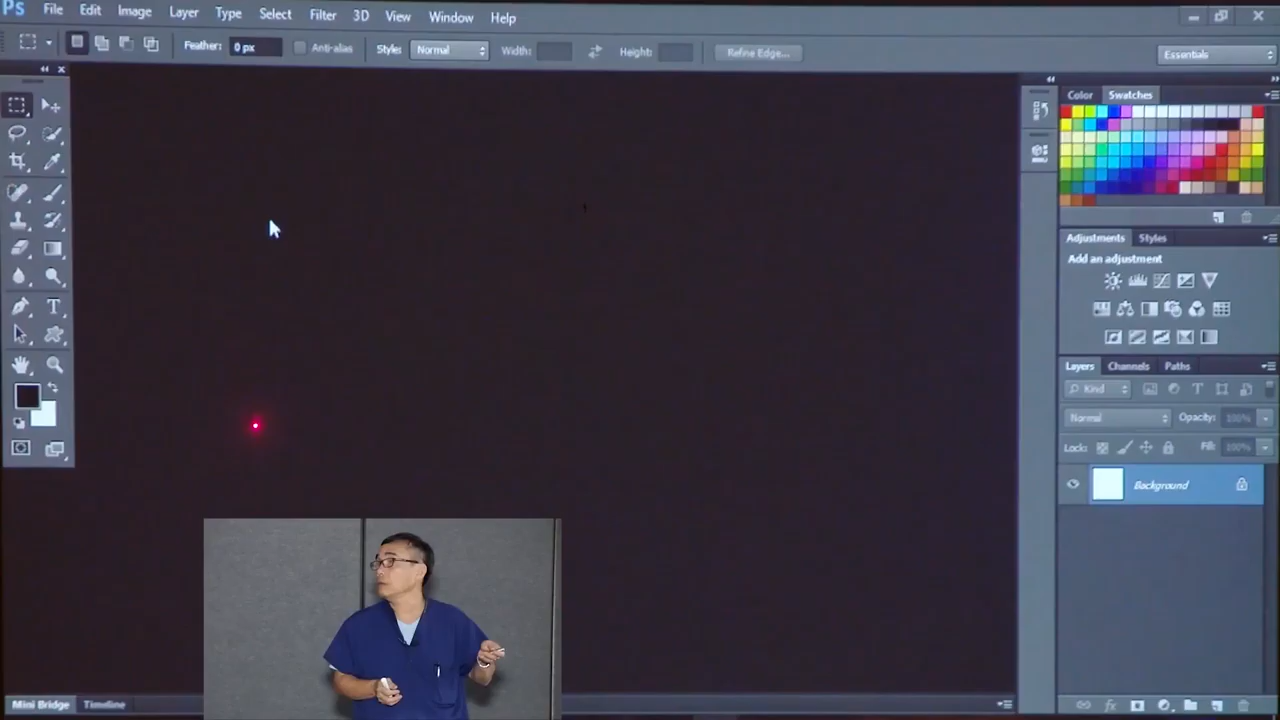 Ps File Edit Image Layer Type Select Filter 3D View Window Help
Feather: 0 px Anti-alias Style: Normal Width: Height: Refine Edge... Essentials
Color Swatches
Adjustments Styles
Add an adjustment
Layers Channels Paths
Kind
Normal Opacity: 100%
Lock: Fill: 100%
Background
Mini Bridge Timeline